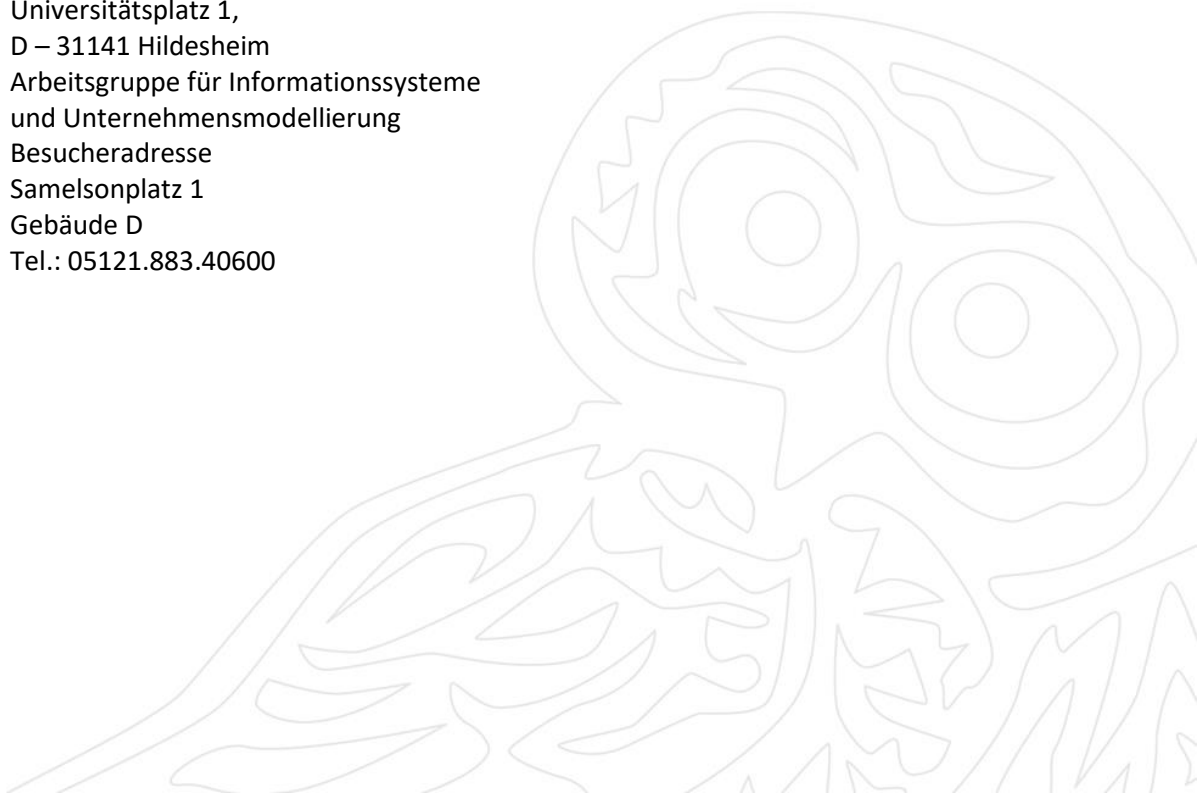 Universitätsplatz 1,
D – 31141 Hildesheim
Arbeitsgruppe für Informationssysteme
und Unternehmensmodellierung
Besucheradresse
Samelsonplatz 1
Gebäude D
Tel.: 05121.883.40600